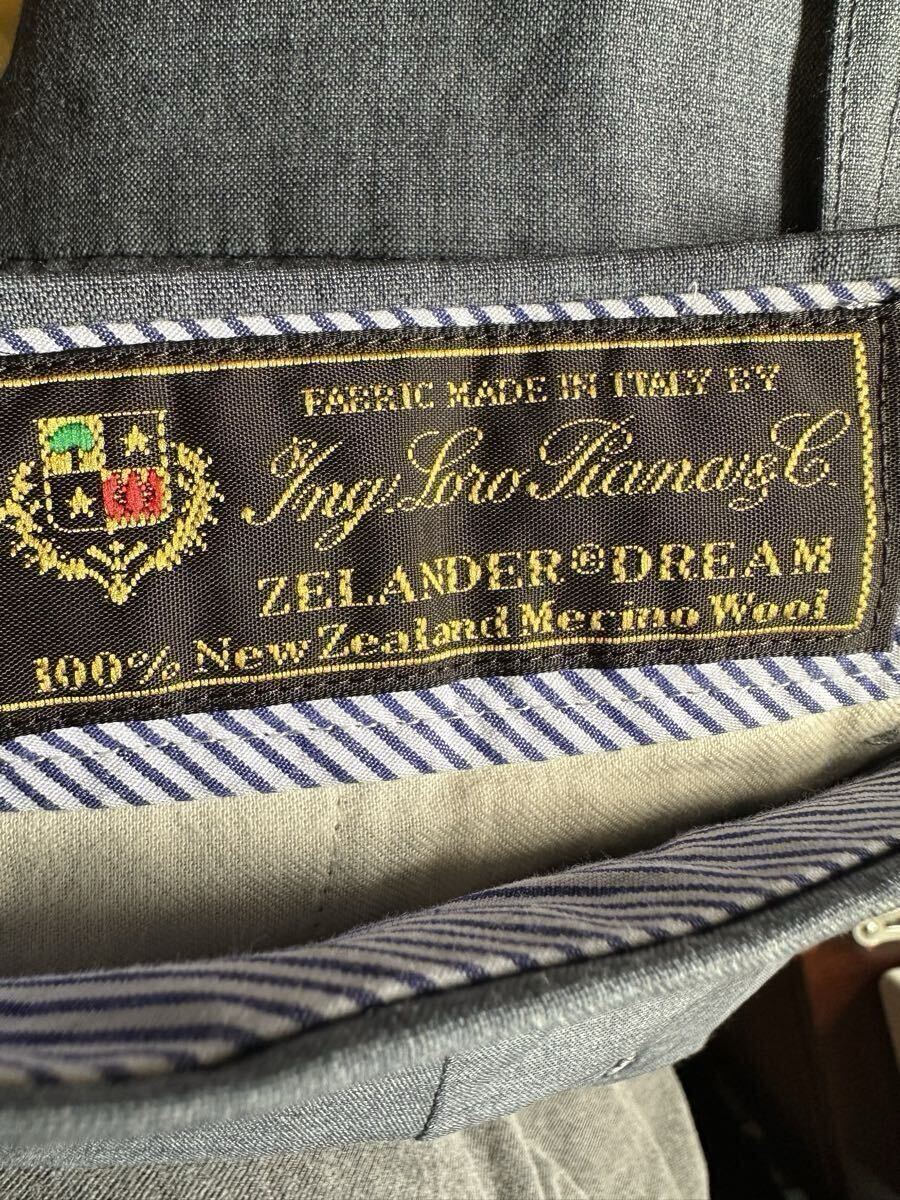 FABRIC MADE IN ITALY BY
Ing. Loro Piana & C.
ZELANDER®DREAM
100% New Zealand Merino Wool